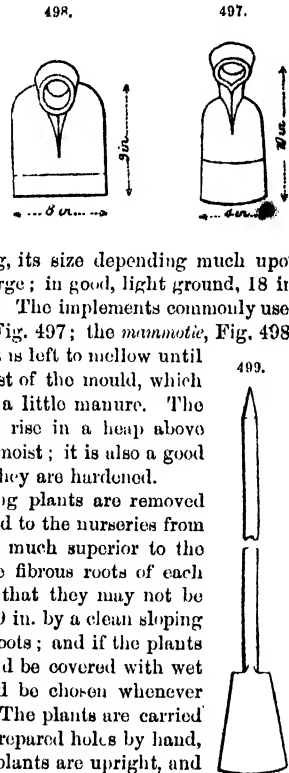 498. 497.
9 in
10 in
8 in.
4 in
g, its size depending much upo
rge; in good, light ground, 18 in
The implements commonly use
Fig. 497; the mammotie, Fig. 498
t is left to mellow until
st of the mould, which
499.
a little manure. The
rise in a heap above
moist; it is also a good
hey are hardened.
ng plants are removed
d to the nurseries from
much superior to the
e fibrous roots of each
that they may not be
) in. by a clean sloping
oots; and if the plants
d be covered with wet
d be chosen whenever
The plants are carried
repared holes by hand,
plants are upright, and